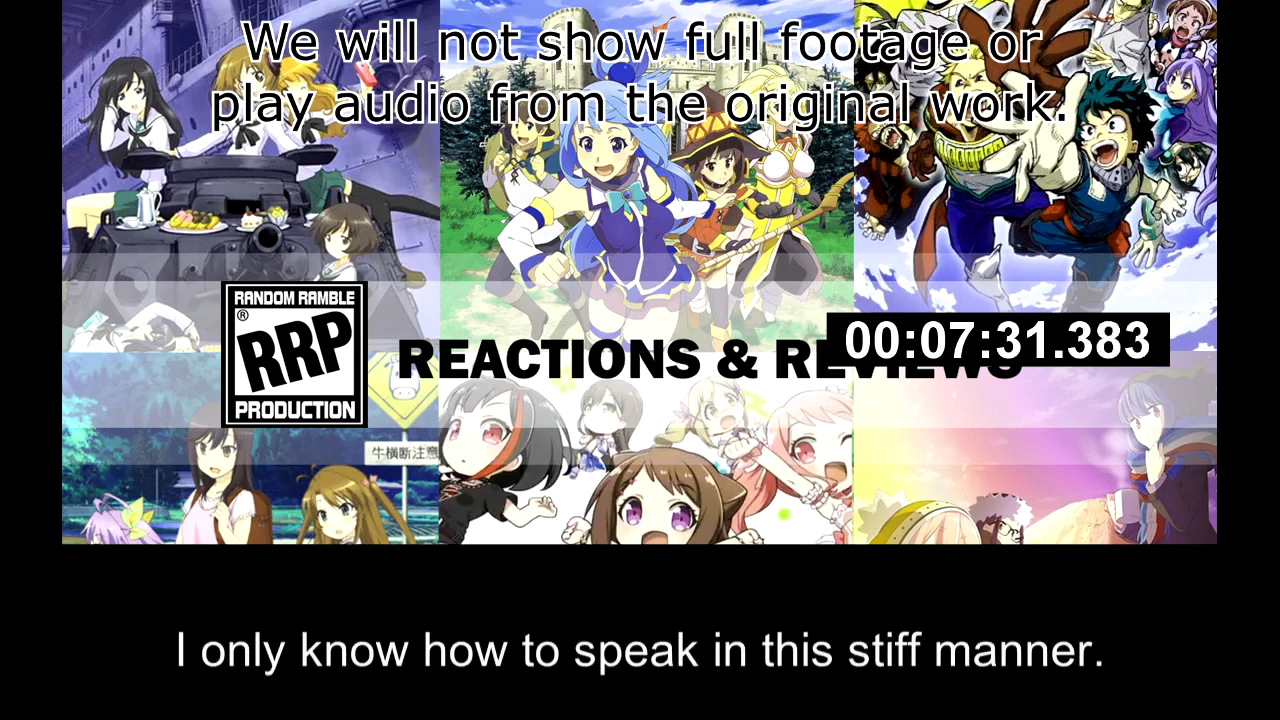 We will not show full footage or
play audio from the original work.
RANDOM RAMBLE
®
RRP
PRODUCTION
REACTIONS & REVIEWS
00:07:31.383
牛横断注意
I only know how to speak in this stiff manner.